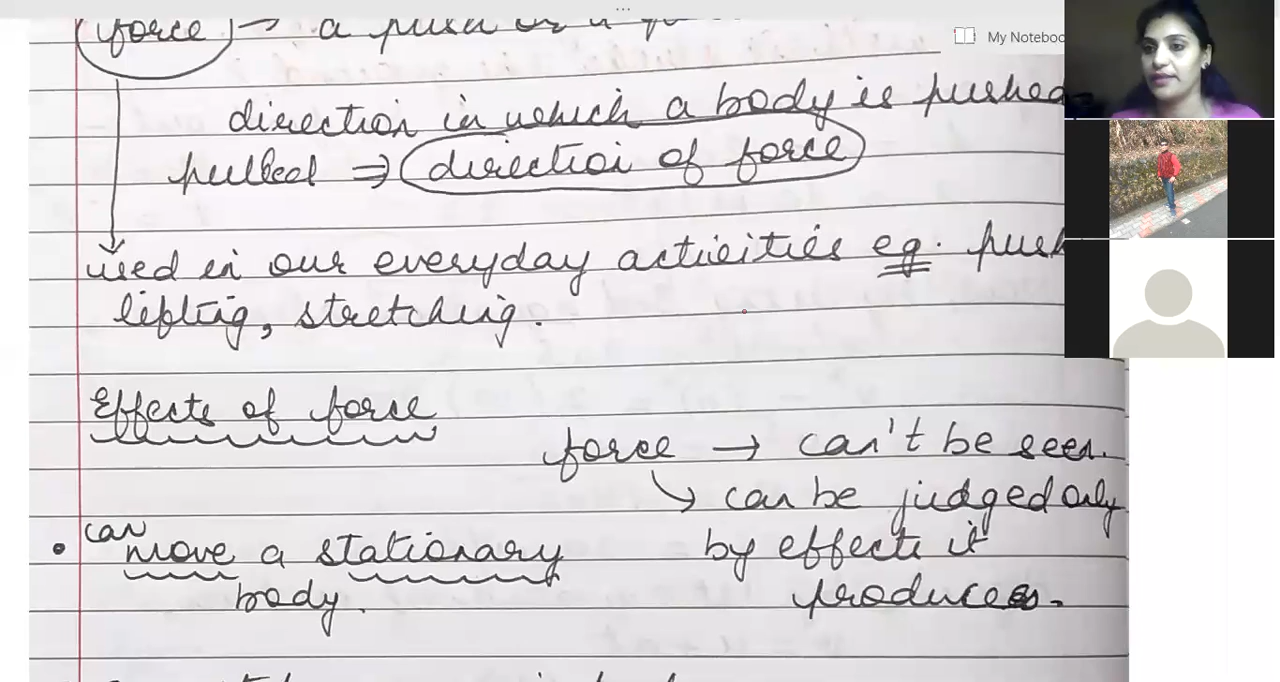 force → a push or a
My Noteboo
direction in which a body is pushed
pulled ⇒ direction of force
used in our everyday activities eg. push
lifting, stretching.
Effects of force
force → can't be seen.
↳ can be judged only
by effects it
produces.
• can move a stationary
body.